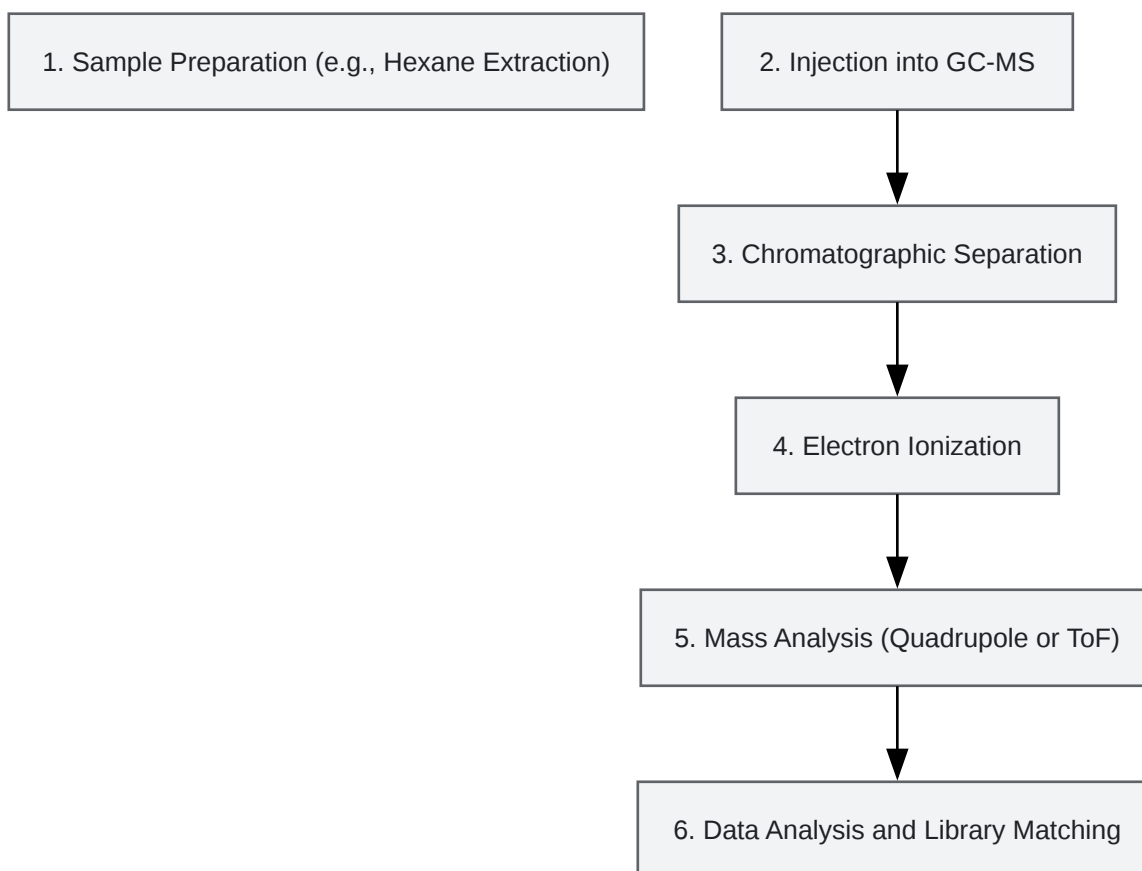 1. Sample Preparation (e.g., Hexane Extraction)
2. Injection into GC-MS
3. Chromatographic Separation
4. Electron Ionization
5. Mass Analysis (Quadrupole or ToF)
6. Data Analysis and Library Matching